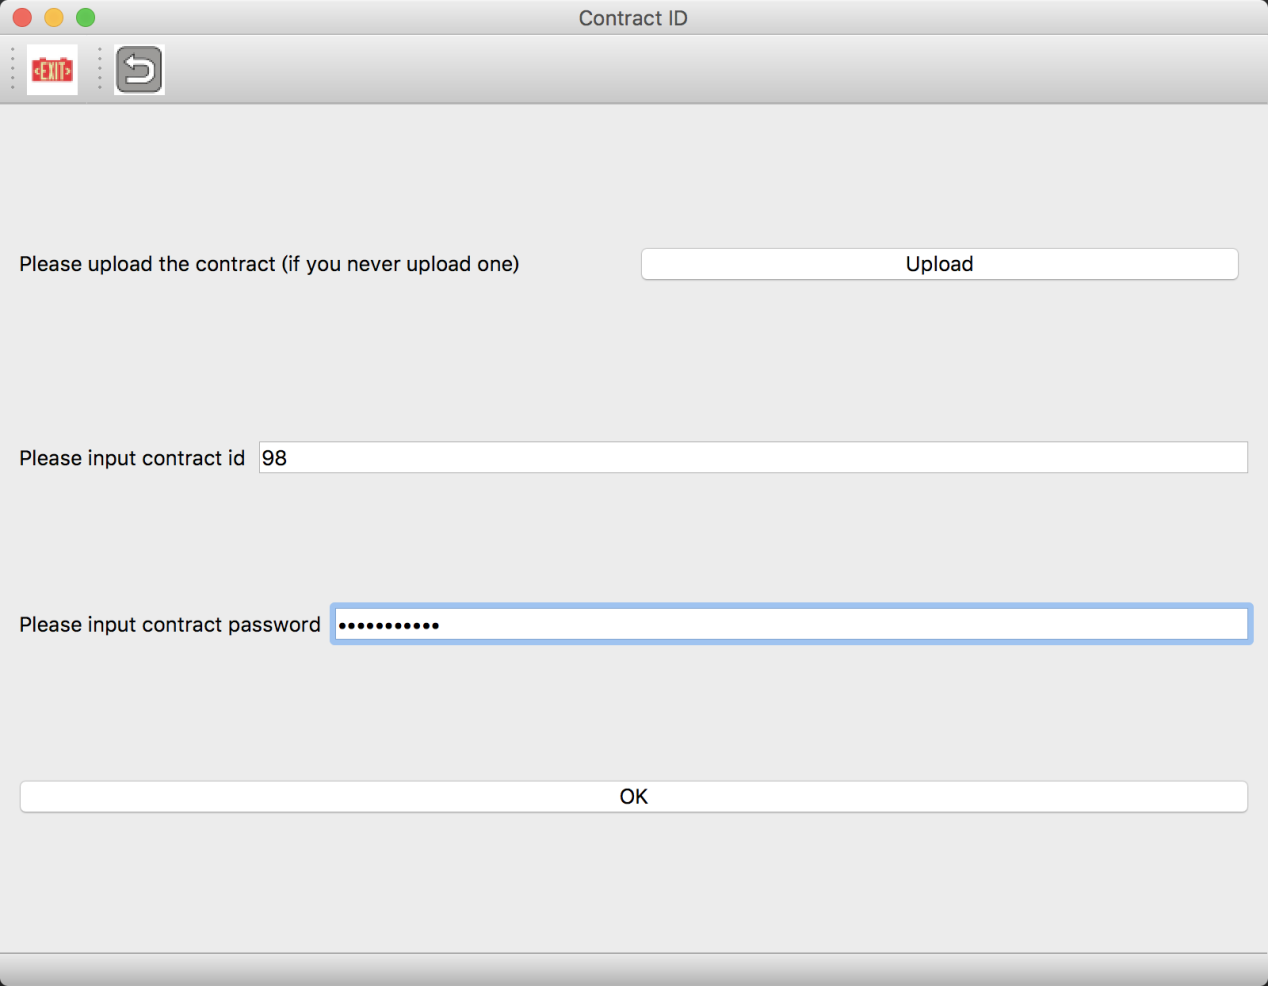 Contract ID
EXIT
Please upload the contract (if you never upload one)
Upload
Please input contract id
98
Please input contract password
•••••••••••
OK